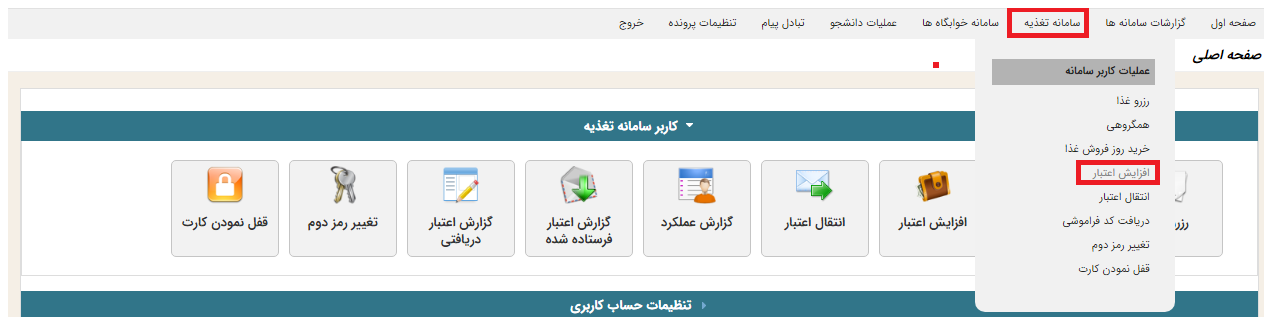 صفحه اول
گزارشات سامانه ها
سامانه تغذیه
سامانه خوابگاه ها
عملیات دانشجو
تبادل پیام
تنظیمات پرونده
خروج
صفحه اصلی
عملیات کاربر سامانه
رزرو غذا
همگروهی
خرید روز فروش غذا
افزایش اعتبار
انتقال اعتبار
دریافت کد فراموشی
تغییر رمز دوم
قفل نمودن کارت
کاربر سامانه تغذیه
افزایش اعتبار
انتقال اعتبار
گزارش عملکرد
گزارش اعتبار
فرستاده شده
گزارش اعتبار
دریافتی
تغییر رمز دوم
قفل نمودن کارت
تنظیمات حساب کاربری